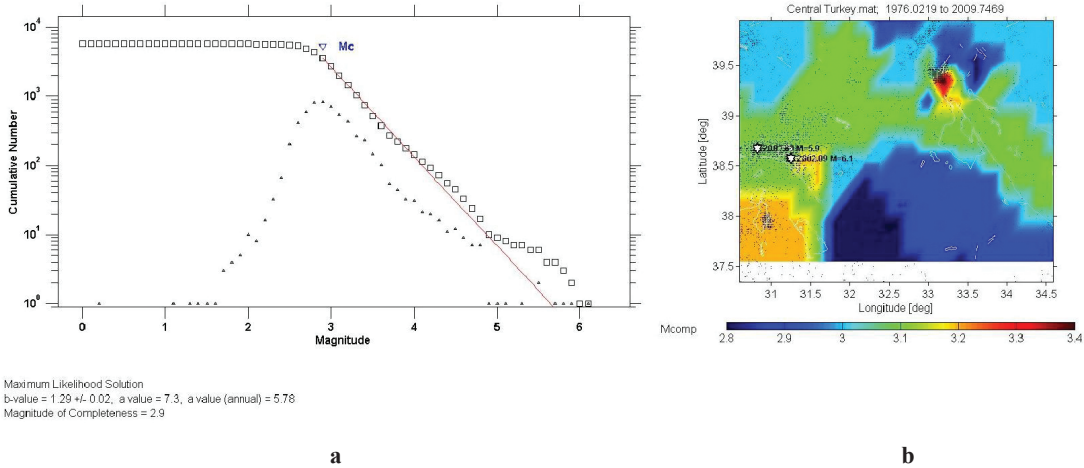 10⁴
10³
10²
10¹
10⁰
Cumulative Number
Mc
0 1 2 3 4 5 6
Magnitude
Maximum Likelihood Solution
b-value = 1.29 +/- 0.02, a value = 7.3, a value (annual) = 5.78
Magnitude of Completeness = 2.9
a
Central Turkey.mat; 1976.0219 to 2009.7469
39.5
39
38.5
38
37.5
Latitude [deg]
M=5.9
2002.09 M=6.1
31 31.5 32 32.5 33 33.5 34 34.5
Longitude [deg]
Mcomp
2.8 2.9 3 3.1 3.2 3.3 3.4
b